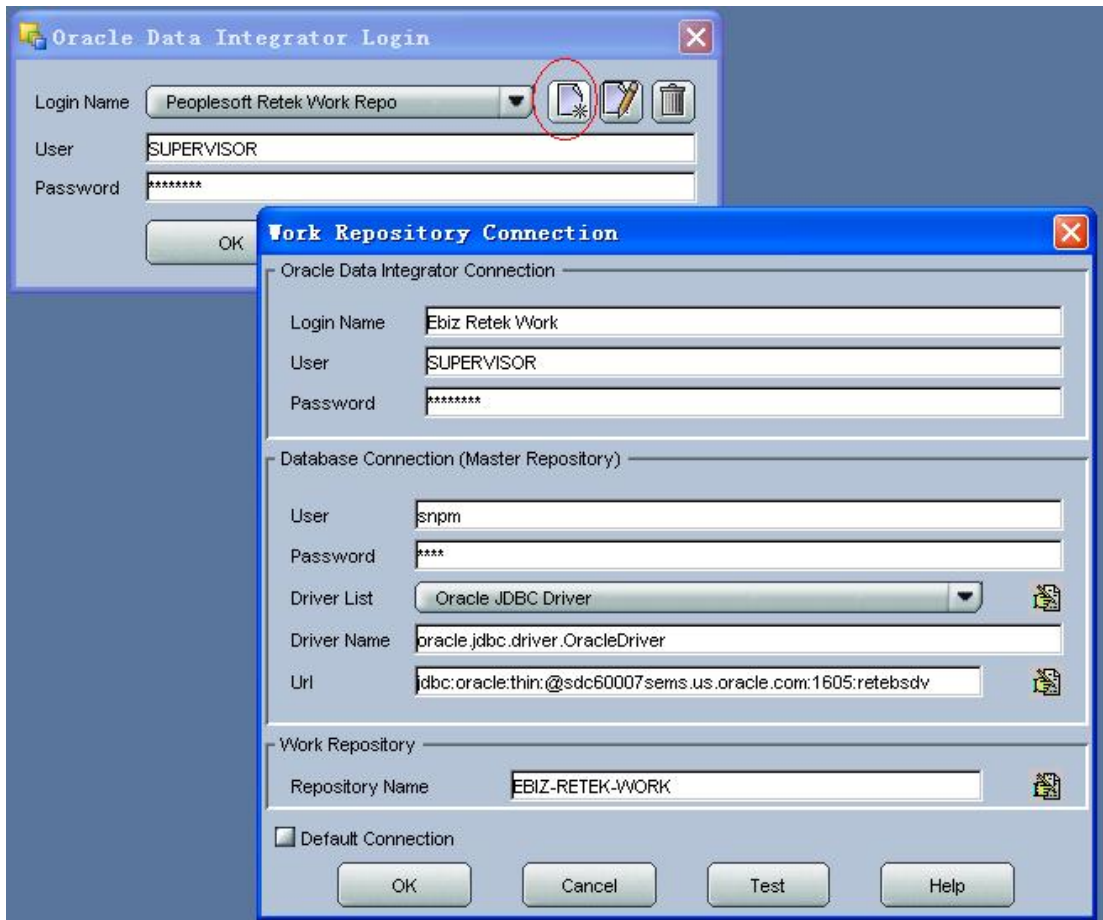 Oracle Data Integrator Login
Login Name Peoplesoft Retek Work Repo
User SUPERVISOR
Password ********
OK
Work Repository Connection
Oracle Data Integrator Connection
Login Name Ebiz Retek Work
User SUPERVISOR
Password ********
Database Connection (Master Repository)
User snpm
Password ****
Driver List Oracle JDBC Driver
Driver Name oracle.jdbc.driver.OracleDriver
Url jdbc:oracle:thin:@sdc60007sems.us.oracle.com:1605:retebsdv
Work Repository
Repository Name EBIZ-RETEK-WORK
Default Connection
OK Cancel Test Help